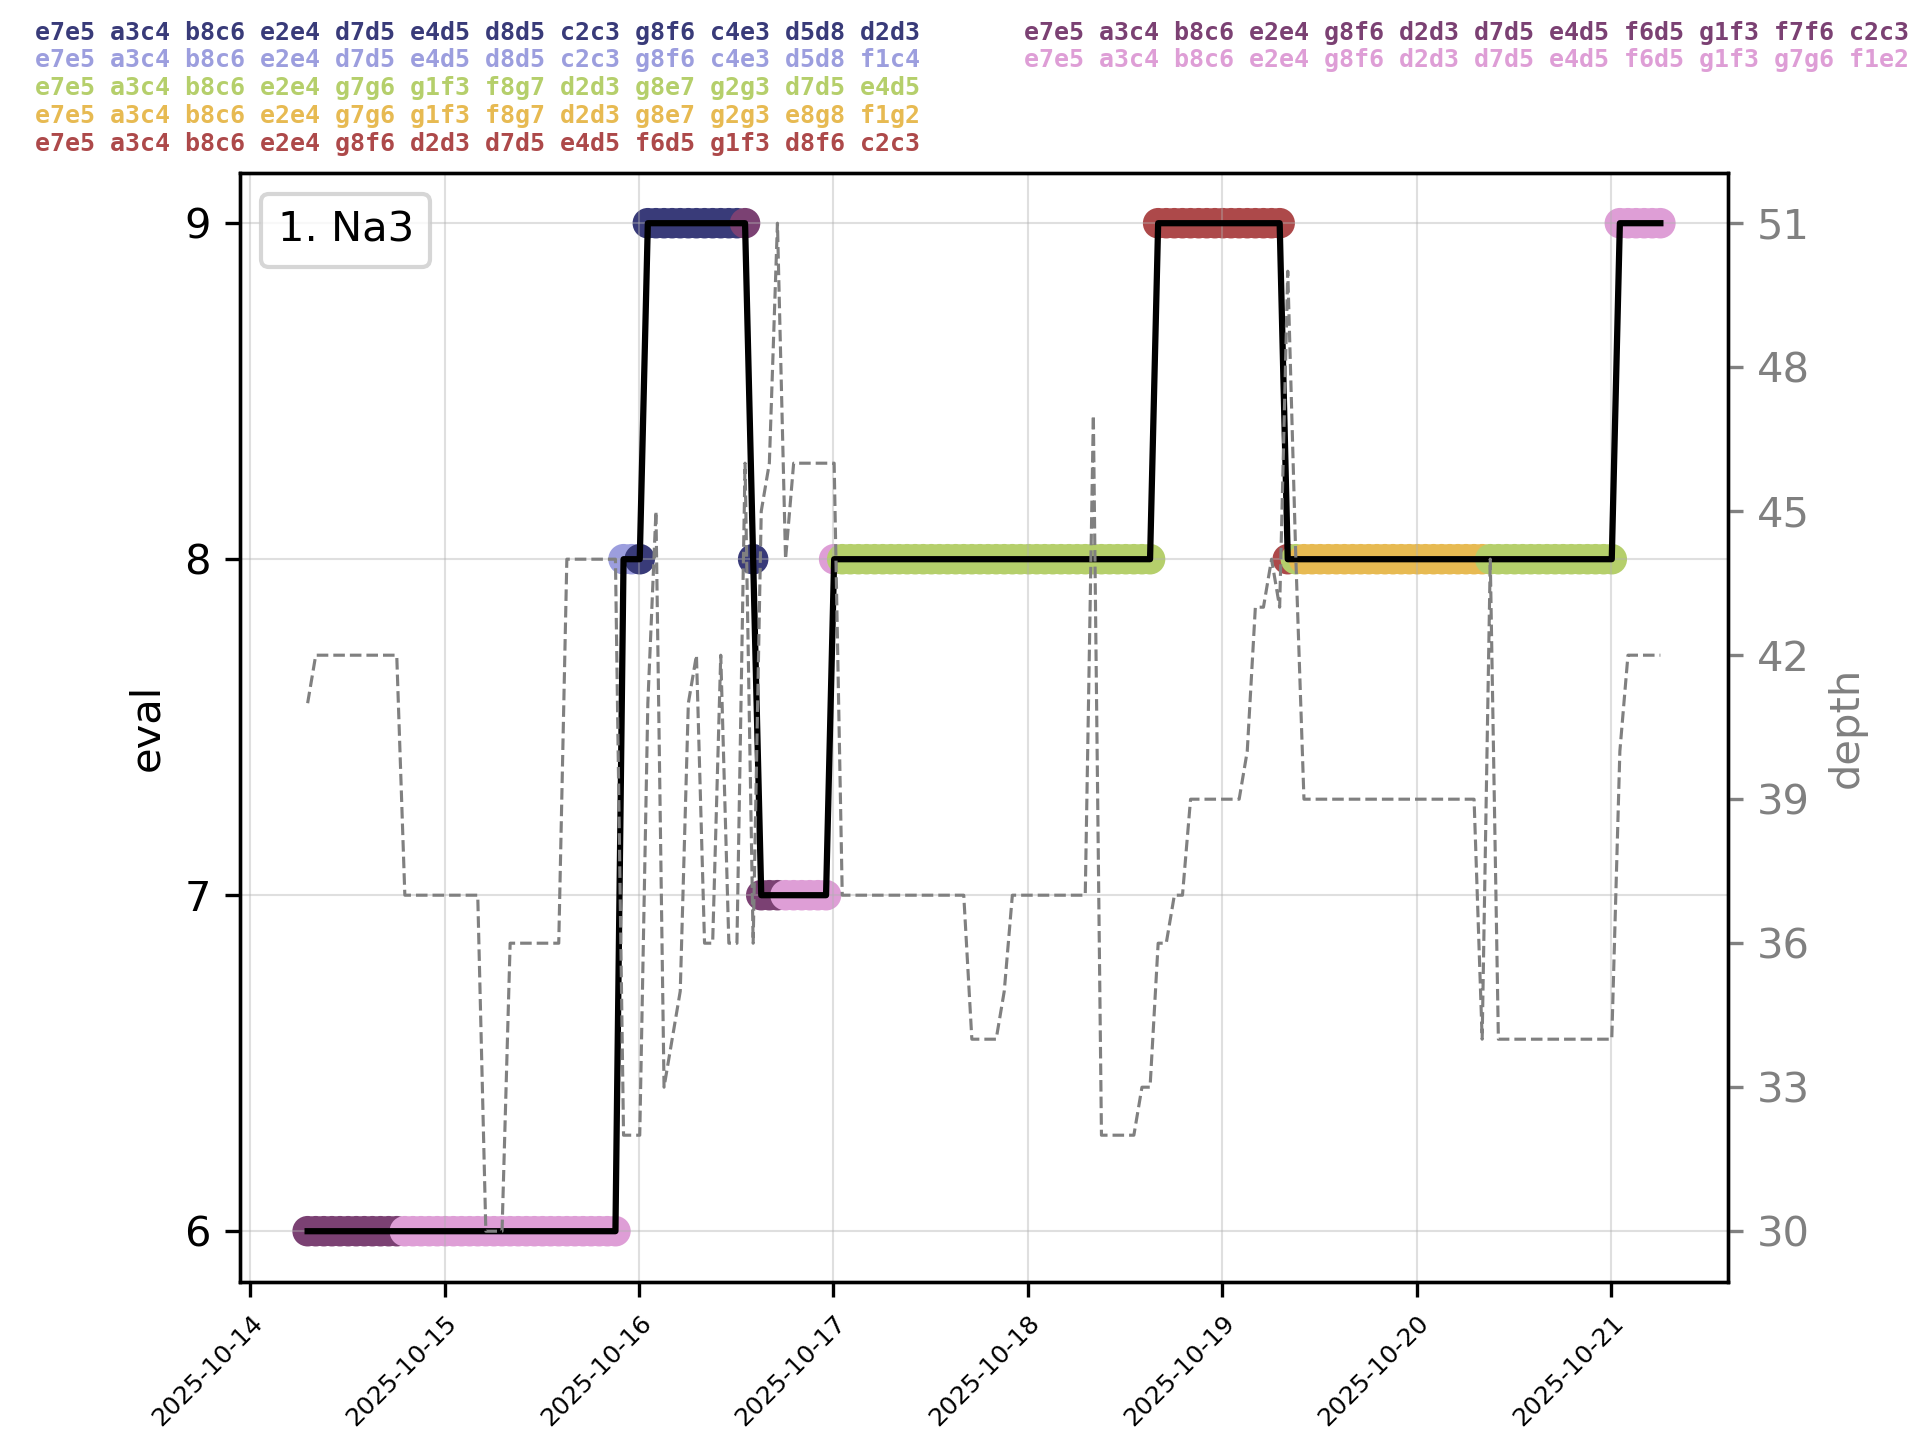 e7e5 a3c4 b8c6 e2e4 d7d5 e4d5 d8d5 c2c3 g8f6 c4e3 d5d8 d2d3
e7e5 a3c4 b8c6 e2e4 d7d5 e4d5 d8d5 c2c3 g8f6 c4e3 d5d8 f1c4
e7e5 a3c4 b8c6 e2e4 g7g6 g1f3 f8g7 d2d3 g8e7 g2g3 d7d5 e4d5
e7e5 a3c4 b8c6 e2e4 g7g6 g1f3 f8g7 d2d3 g8e7 g2g3 e8g8 f1g2
e7e5 a3c4 b8c6 e2e4 g8f6 d2d3 d7d5 e4d5 f6d5 g1f3 d8f6 c2c3
e7e5 a3c4 b8c6 e2e4 g8f6 d2d3 d7d5 e4d5 f6d5 g1f3 f7f6 c2c3
e7e5 a3c4 b8c6 e2e4 g8f6 d2d3 d7d5 e4d5 f6d5 g1f3 g7g6 f1e2
1. Na3
eval
9
8
7
6
51
48
45
42
39
36
33
30
depth
2025-10-14
2025-10-15
2025-10-16
2025-10-17
2025-10-18
2025-10-19
2025-10-20
2025-10-21